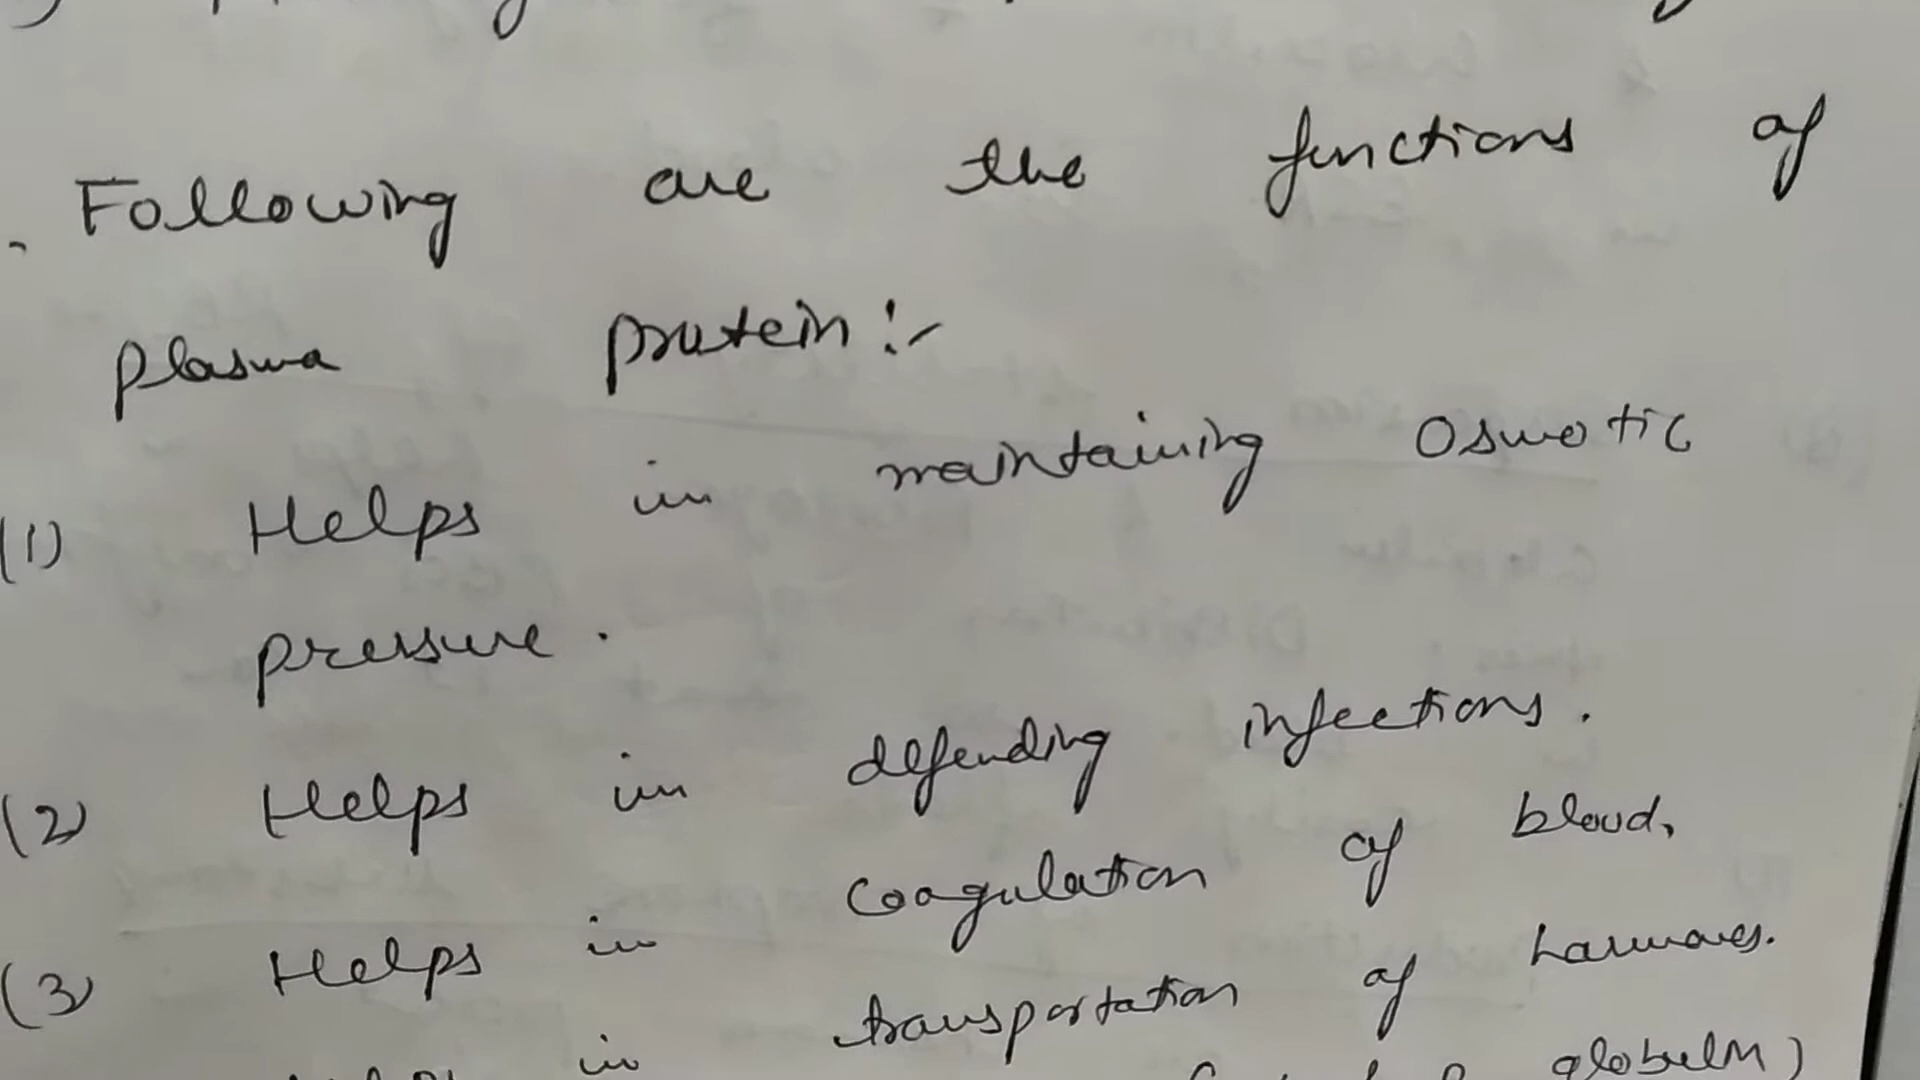 Following are the functions of
plasma protein :-
(1) Helps in maintaining Osmotic
pressure.
(2) Helps in defending infections.
(3) Helps in coagulation of blood,
in transportation of harmones.
globulin)